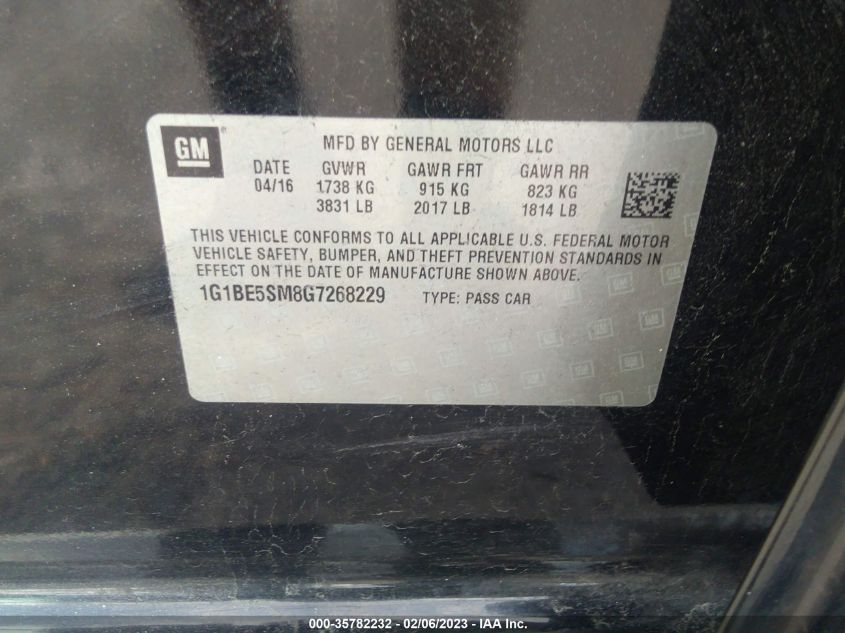 GM
MFD BY GENERAL MOTORS LLC
DATE GVWR GAWR FRT GAWR RR
04/16 1738 KG 915 KG 823 KG
3831 LB 2017 LB 1814 LB
THIS VEHICLE CONFORMS TO ALL APPLICABLE U.S. FEDERAL MOTOR
VEHICLE SAFETY, BUMPER, AND THEFT PREVENTION STANDARDS IN
EFFECT ON THE DATE OF MANUFACTURE SHOWN ABOVE.
1G1BE5SM8G7268229 TYPE: PASS CAR
000-35782232 - 02/06/2023 - IAA Inc.